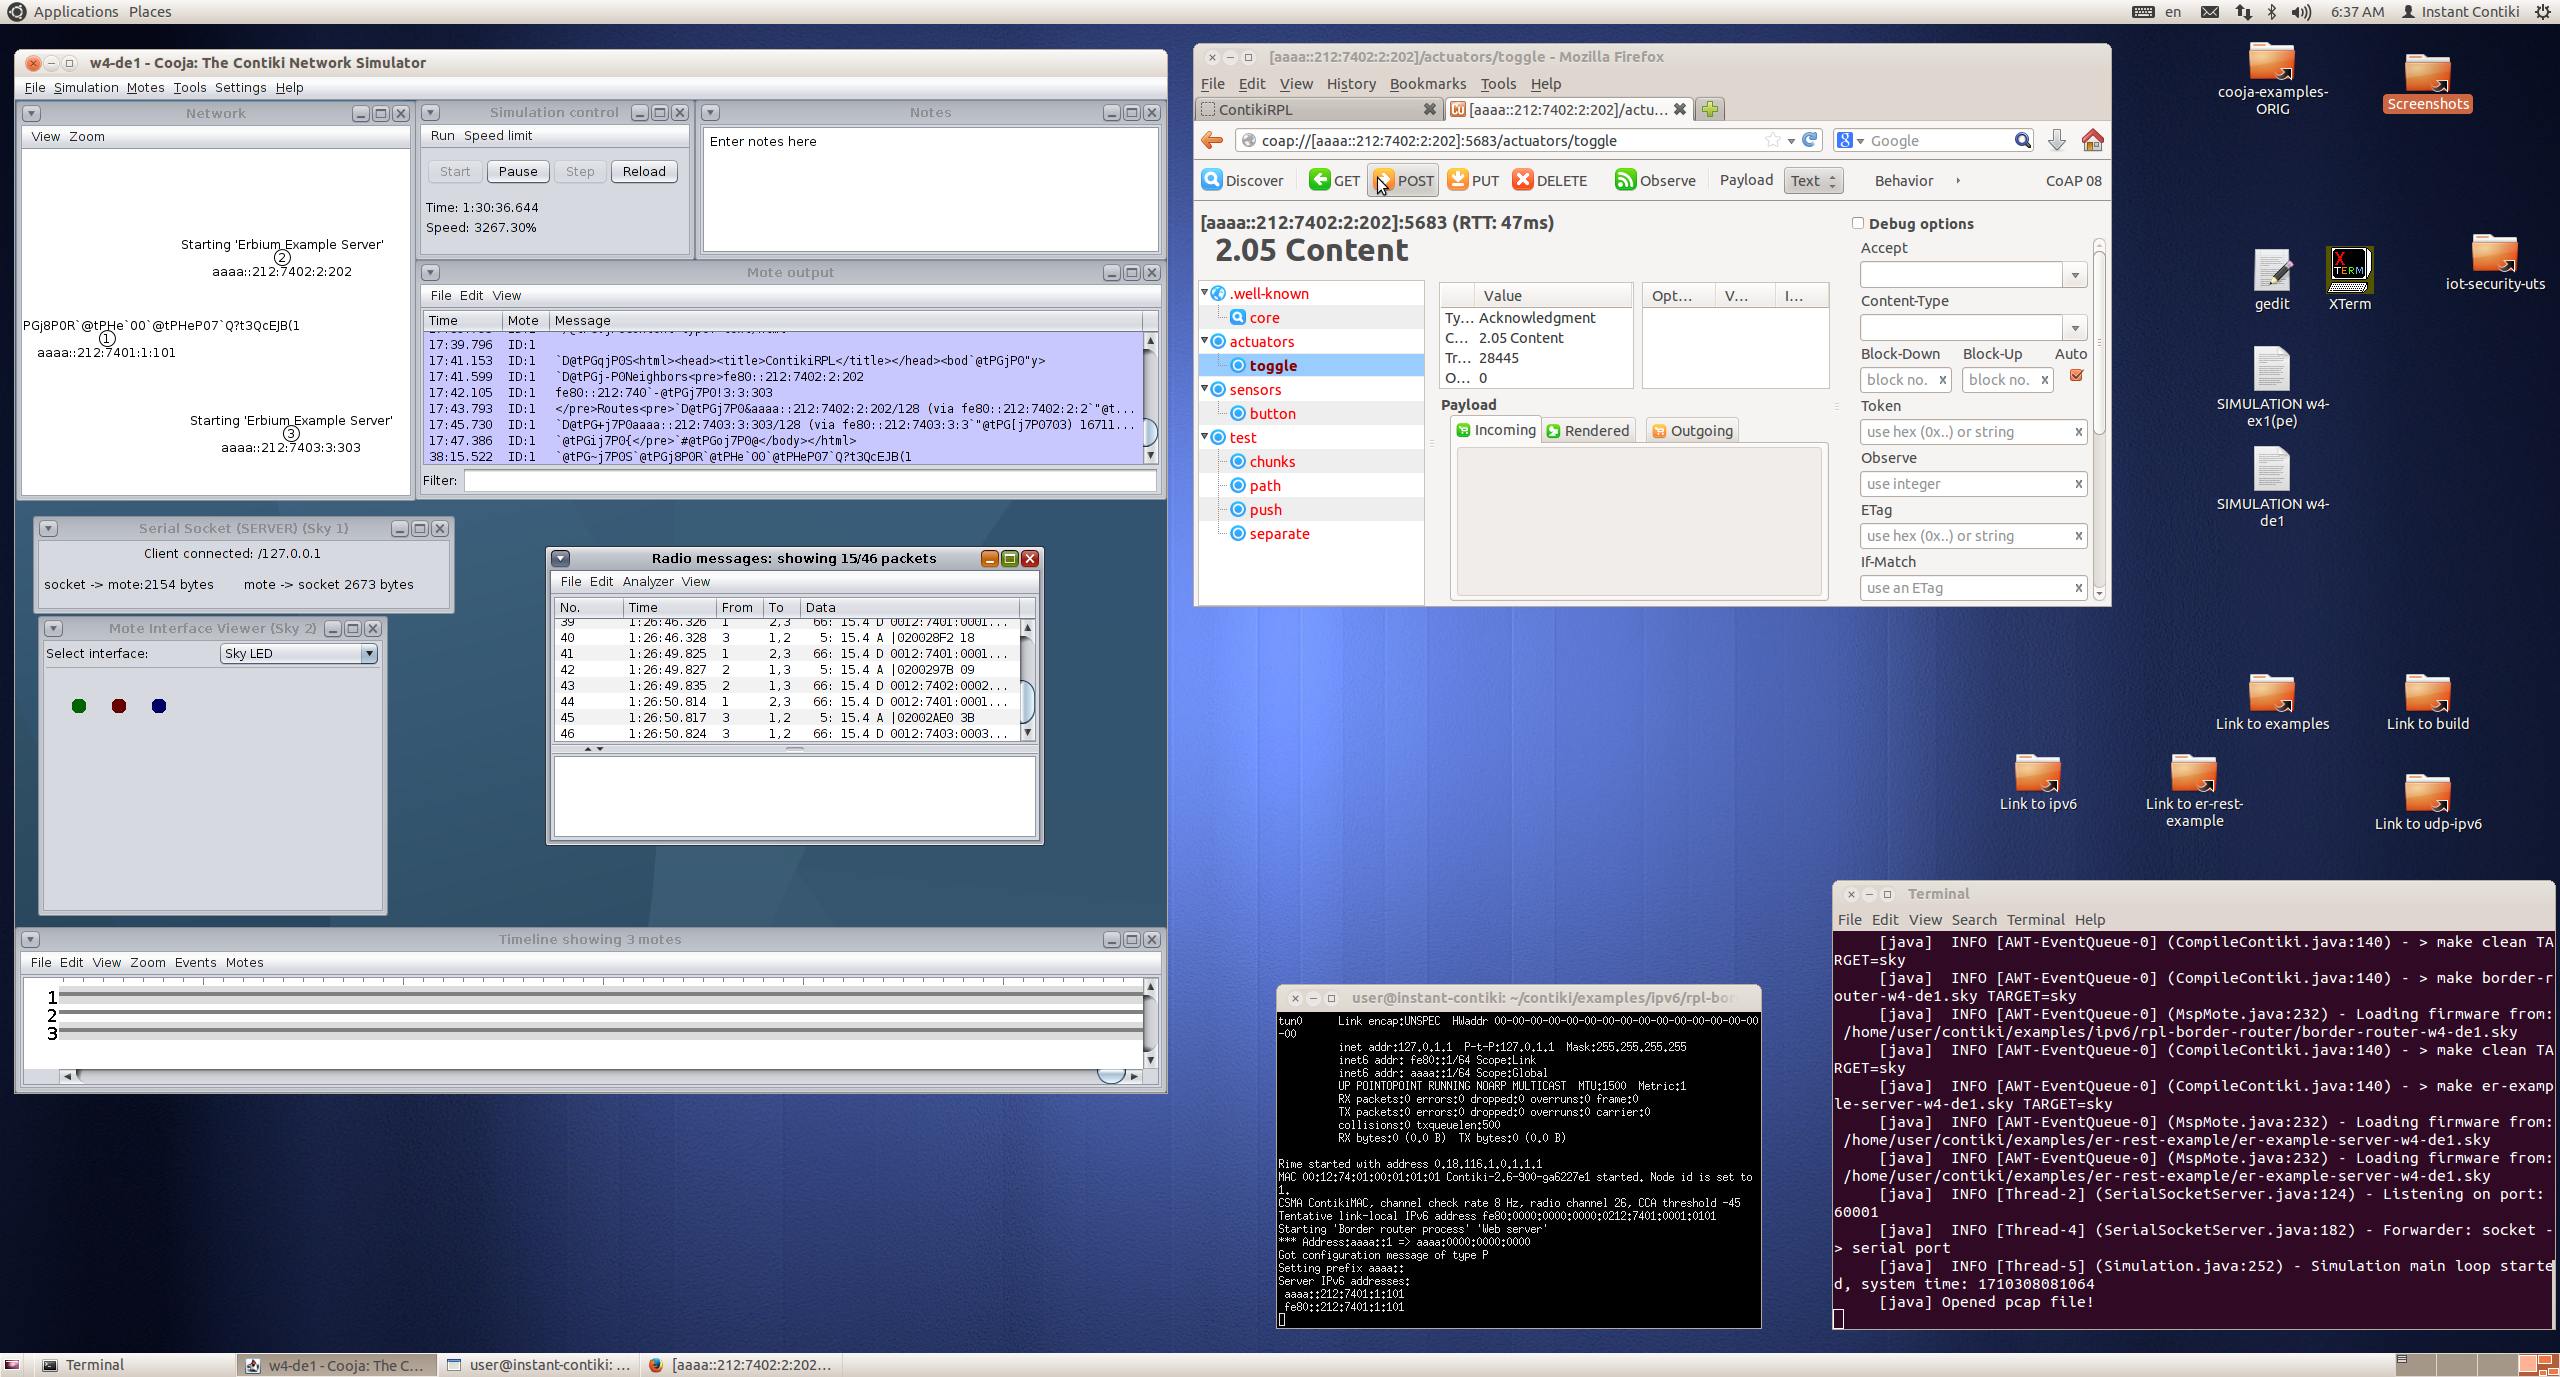 Applications Places
en 6:37 AM Instant Contiki
w4-de1 - Cooja: The Contiki Network Simulator
File Simulation Motes Tools Settings Help
Network
View Zoom
Starting 'Erbium Example Server'
2
aaaa::212:7402:2:202
PGj8P0R`@tPHe`00`@tPHeP07`Q?t3QcEJB(1
1
aaaa::212:7401:1:101
Starting 'Erbium Example Server'
3
aaaa::212:7403:3:303
Simulation control
Run Speed limit
Start Pause Step Reload
Time: 1:30:36.644
Speed: 3267.30%
Notes
Enter notes here
Mote output
File Edit View
Time Mote Message
17:39.796 ID:1
17:41.153 ID:1 `D@tPGqjP0S<html><head><title>ContikiRPL</title></head><bod`@tPGjP0"y>
17:41.599 ID:1 `D@tPGj-P0Neighbors<pre>fe80::212:7402:2:202
17:42.105 ID:1 fe80::212:740`-@tPGj7P0!3:3:303
17:43.793 ID:1 </pre>Routes<pre>`D@tPGj7P0&aaaa::212:7402:2:202/128 (via fe80::212:7402:2:2`"@t...
17:45.730 ID:1 `D@tPG+j7P0aaaa::212:7403:3:303/128 (via fe80::212:7403:3:3`"@tPG[j7P0703) 16711...
17:47.386 ID:1 `@tPGij7P0{</pre>`#@tPGoj7P0@</body></html>
38:15.522 ID:1 `@tPG~j7P0S`@tPGj8P0R`@tPHe`00`@tPHeP07`Q?t3QcEJB(1
Filter:
Serial Socket (SERVER) (Sky 1)
Client connected: /127.0.0.1
socket -> mote:2154 bytes mote -> socket 2673 bytes
Mote Interface Viewer (Sky 2)
Select interface: Sky LED
Radio messages: showing 15/46 packets
File Edit Analyzer View
No. Time From To Data
39 1:26:46.326 1 2,3 66: 15.4 D 0012:7401:0001...
40 1:26:46.328 3 1,2 5: 15.4 A |020028F2 18
41 1:26:49.825 1 2,3 66: 15.4 D 0012:7401:0001...
42 1:26:49.827 2 1,3 5: 15.4 A |0200297B 09
43 1:26:49.835 2 1,3 66: 15.4 D 0012:7402:0002...
44 1:26:50.814 1 2,3 66: 15.4 D 0012:7401:0001...
45 1:26:50.817 3 1,2 5: 15.4 A |02002AE0 3B
46 1:26:50.824 3 1,2 66: 15.4 D 0012:7403:0003...
Timeline showing 3 motes
File Edit View Zoom Events Motes
1
2
3
[aaaa::212:7402:2:202]/actuators/toggle - Mozilla Firefox
File Edit View History Bookmarks Tools Help
ContikiRPL [aaaa::212:7402:2:202]/actu...
coap://[aaaa::212:7402:2:202]:5683/actuators/toggle Google
Discover GET POST PUT DELETE Observe Payload Text Behavior CoAP 08
[aaaa::212:7402:2:202]:5683 (RTT: 47ms)
2.05 Content
.well-known
core
actuators
toggle
sensors
button
test
chunks
path
push
separate
Value
Ty... Acknowledgment
C... 2.05 Content
Tr... 28445
O... 0
Opt... V... I...
Payload
Incoming Rendered Outgoing
Debug options
Accept
Content-Type
Block-Down Block-Up Auto
block no. x block no. x
Token
use hex (0x..) or string x
Observe
use integer x
ETag
use hex (0x..) or string x
If-Match
use an ETag x
cooja-examples-ORIG
Screenshots
gedit
XTerm
iot-security-uts
SIMULATION w4-ex1(pe)
SIMULATION w4-de1
Link to examples
Link to build
Link to ipv6
Link to er-rest-example
Link to udp-ipv6
user@instant-contiki: ~/contiki/examples/ipv6/rpl-bor
tun0 Link encap:UNSPEC HWaddr 00-00-00-00-00-00-00-00-00-00-00-00-00-00-00
-00
inet addr:127.0.1.1 P-t-P:127.0.1.1 Mask:255.255.255.255
inet6 addr: fe80::1/64 Scope:Link
inet6 addr: aaaa::1/64 Scope:Global
UP POINTOPOINT RUNNING NOARP MULTICAST MTU:1500 Metric:1
RX packets:0 errors:0 dropped:0 overruns:0 frame:0
TX packets:0 errors:0 dropped:0 overruns:0 carrier:0
collisions:0 txqueuelen:500
RX bytes:0 (0.0 B) TX bytes:0 (0.0 B)
Rime started with address 0.18.116.1.0.1.1.1
MAC 00:12:74:01:00:01:01:01 Contiki-2.6-900-ga6227e1 started. Node id is set to
1.
CSMA ContikiMAC, channel check rate 8 Hz, radio channel 26, CCA threshold -45
Tentative link-local IPv6 address fe80:0000:0000:0000:0212:7401:0001:0101
Starting 'Border router process' 'Web server'
*** Address:aaaa::1 => aaaa:0000:0000:0000
Got configuration message of type P
Setting prefix aaaa::
Server IPv6 addresses:
aaaa::212:7401:1:101
fe80::212:7401:1:101
Terminal
File Edit View Search Terminal Help
[java] INFO [AWT-EventQueue-0] (CompileContiki.java:140) - > make clean TA
RGET=sky
[java] INFO [AWT-EventQueue-0] (CompileContiki.java:140) - > make border-r
outer-w4-de1.sky TARGET=sky
[java] INFO [AWT-EventQueue-0] (MspMote.java:232) - Loading firmware from:
/home/user/contiki/examples/ipv6/rpl-border-router/border-router-w4-de1.sky
[java] INFO [AWT-EventQueue-0] (CompileContiki.java:140) - > make clean TA
RGET=sky
[java] INFO [AWT-EventQueue-0] (CompileContiki.java:140) - > make er-examp
le-server-w4-de1.sky TARGET=sky
[java] INFO [AWT-EventQueue-0] (MspMote.java:232) - Loading firmware from:
/home/user/contiki/examples/er-rest-example/er-example-server-w4-de1.sky
[java] INFO [AWT-EventQueue-0] (MspMote.java:232) - Loading firmware from:
/home/user/contiki/examples/er-rest-example/er-example-server-w4-de1.sky
[java] INFO [Thread-2] (SerialSocketServer.java:124) - Listening on port:
60001
[java] INFO [Thread-4] (SerialSocketServer.java:182) - Forwarder: socket -
> serial port
[java] INFO [Thread-5] (Simulation.java:252) - Simulation main loop starte
d, system time: 1710308081064
[java] Opened pcap file!
Terminal w4-de1 - Cooja: The C... user@instant-contiki: ... [aaaa::212:7402:2:202...